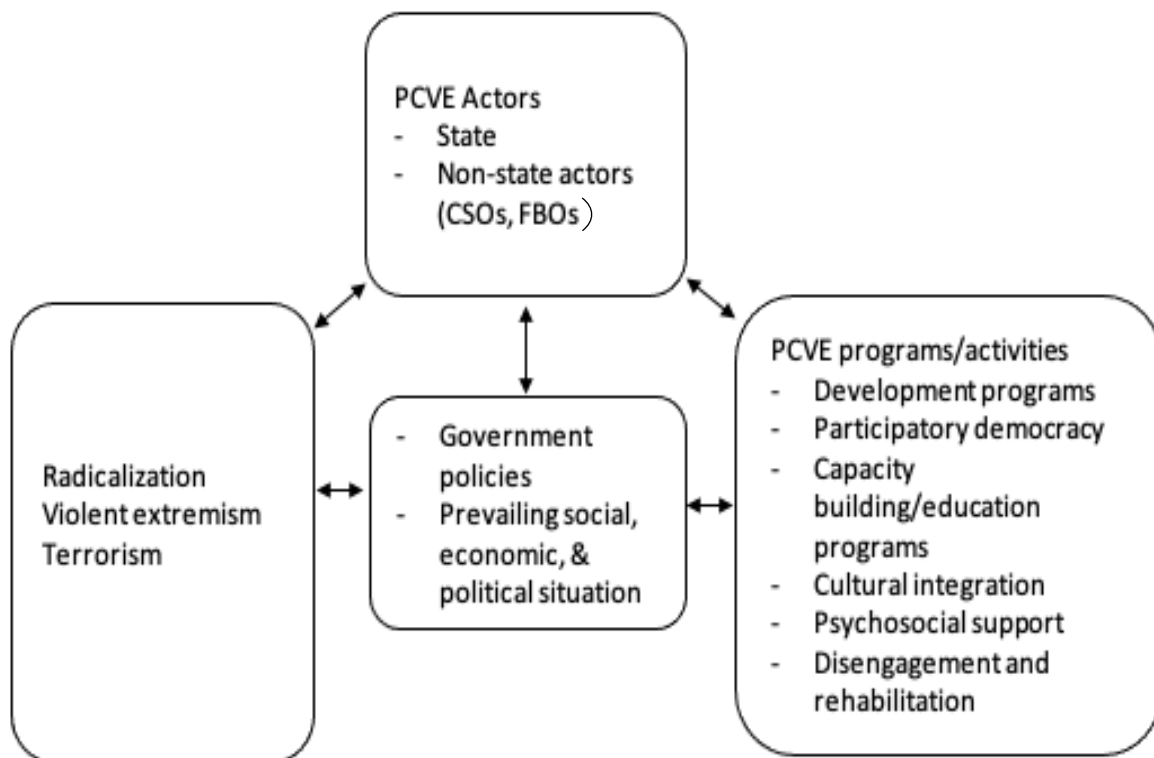 PCVE Actors
- State
- Non-state actors
(CSOs, FBOs）
Radicalization
Violent extremism
Terrorism
- Government
policies
- Prevailing social,
economic, &
political situation
PCVE programs/activities
- Development programs
- Participatory democracy
- Capacity
building/education
programs
- Cultural integration
- Psychosocial support
- Disengagement and
rehabilitation